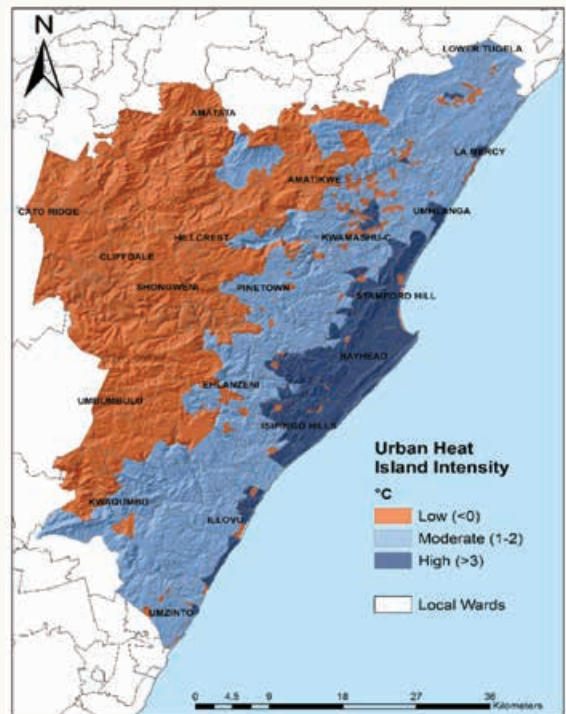 N
LOWER TUGELA
AMATATA
LA MERCY
AMATIKWE
CATO RIDGE
UMHLANGA
HILLCREST
KWAMASHU-C
CLIFFDALE
SHONGWENI
PINETOWN
STAMFORD HILL
BAYHEAD
EHLANZENI
UMBUMBULU
ISIPINGO HILLS
KWAQUMBU
ILLOVU
UMZINTO
Urban Heat
Island Intensity
°C
Low (<0)
Moderate (1-2)
High (>3)
Local Wards
0 4.5 9 18 27 36
Kilometers